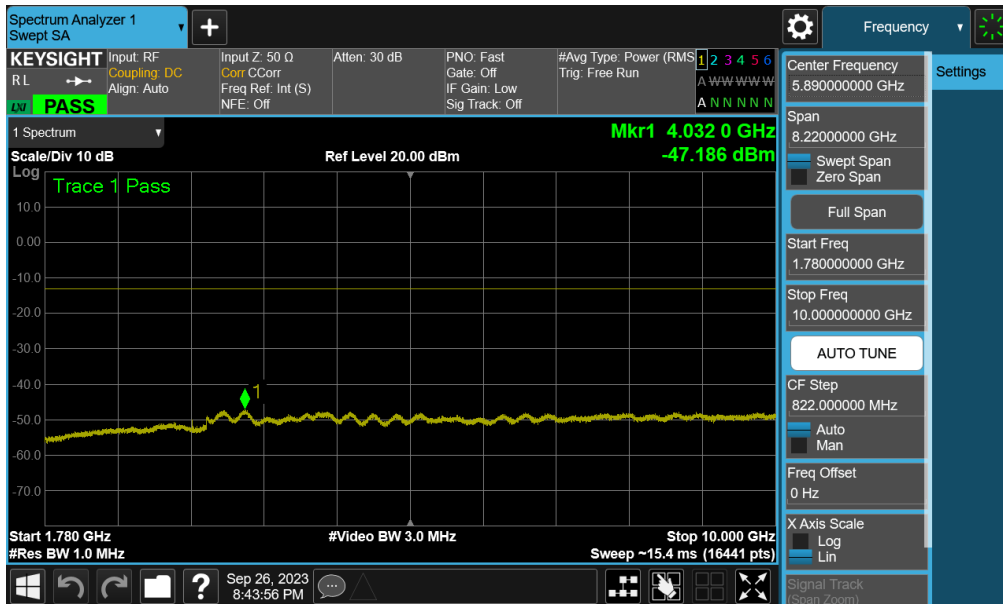 Spectrum Analyzer 1
Swept SA
Frequency
KEYSIGHT
R L
LXI PASS
Input: RF
Coupling: DC
Align: Auto
Input Z: 50 Ω
Corr CCorr
Freq Ref: Int (S)
NFE: Off
Atten: 30 dB
PNO: Fast
Gate: Off
IF Gain: Low
Sig Track: Off
#Avg Type: Power (RMS
Trig: Free Run
1 2 3 4 5 6
A W W W W W
A N N N N N
Center Frequency
5.890000000 GHz
Settings
Span
8.22000000 GHz
Swept Span
Zero Span
Full Span
Start Freq
1.780000000 GHz
Stop Freq
10.000000000 GHz
AUTO TUNE
CF Step
822.000000 MHz
Auto
Man
Freq Offset
0 Hz
X Axis Scale
Log
Lin
Signal Track
(Span Zoom)
1 Spectrum
Mkr1 4.032 0 GHz
Scale/Div 10 dB
Ref Level 20.00 dBm
-47.186 dBm
Log
Trace 1 Pass
10.0
0.00
-10.0
-20.0
-30.0
-40.0
1
-50.0
-60.0
-70.0
Start 1.780 GHz
#Video BW 3.0 MHz
Stop 10.000 GHz
#Res BW 1.0 MHz
Sweep ~15.4 ms (16441 pts)
?
Sep 26, 2023
8:43:56 PM